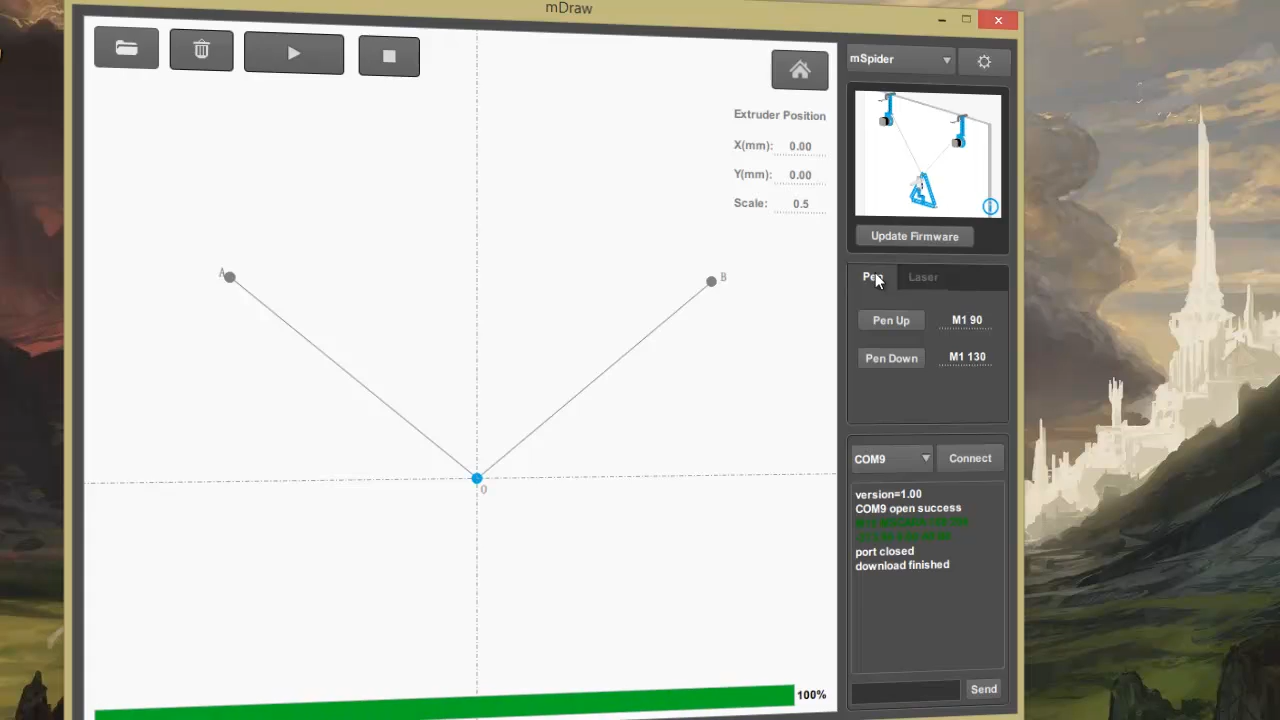 mDraw
mSpider
Extruder Position
X(mm): 0.00
Y(mm): 0.00
Scale: 0.5
Update Firmware
A
B
O
Pen
Laser
Pen Up M1 90
Pen Down M1 130
COM9
Connect
version=1.00
COM9 open success
port closed
download finished
Send
100%